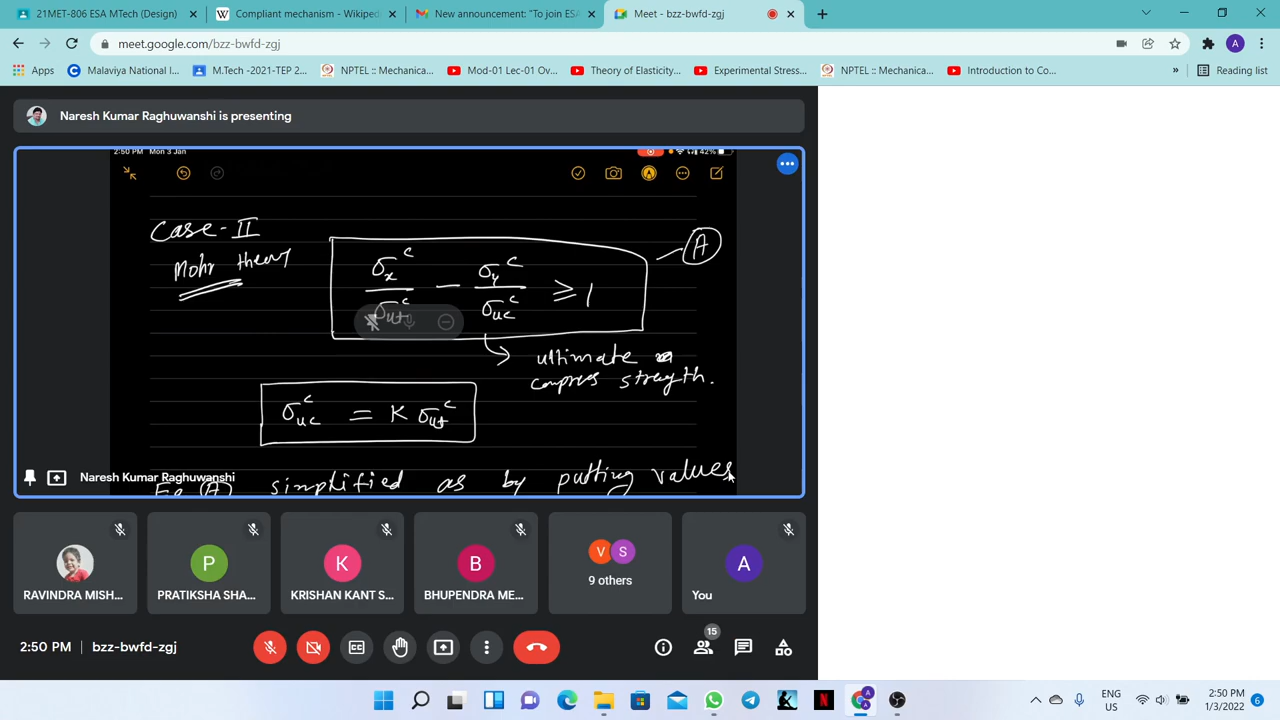 21MET-806 ESA MTech (Design)
Compliant mechanism - Wikiped
New announcement: "To join ESA
Meet - bzz-bwfd-zgj
meet.google.com/bzz-bwfd-zgj
Apps
Malaviya National I...
M.Tech -2021-TEP 2...
NPTEL :: Mechanica...
Mod-01 Lec-01 Ov...
Theory of Elasticity...
Experimental Stress...
NPTEL :: Mechanica...
Introduction to Co...
»
Reading list
Naresh Kumar Raghuwanshi is presenting
2:50 PM Mon 3 Jan
42%
Case-II
Mohr theory
σx^c / σut^c − σy^c / σuc^c ≥ 1
A
ultimate
compress strength.
σuc^c = K σut^c
Eq (A) simplified as by putting values
Naresh Kumar Raghuwanshi
RAVINDRA MISH...
P
PRATIKSHA SHA...
K
KRISHAN KANT S...
B
BHUPENDRA ME...
V S
9 others
A
You
2:50 PM | bzz-bwfd-zgj
15
ENG
US
2:50 PM
1/3/2022
6